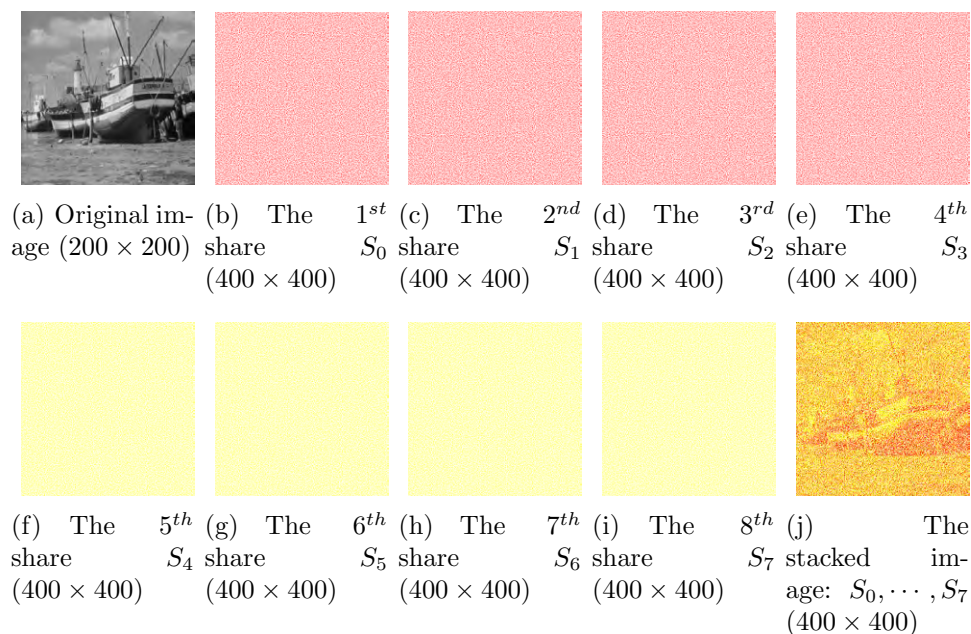 (a) Original im-
age (200 × 200)
(b) The 1st
share S0
(400 × 400)
(c) The 2nd
share S1
(400 × 400)
(d) The 3rd
share S2
(400 × 400)
(e) The 4th
share S3
(400 × 400)
(f) The 5th
share S4
(400 × 400)
(g) The 6th
share S5
(400 × 400)
(h) The 7th
share S6
(400 × 400)
(i) The 8th
share S7
(400 × 400)
(j) The
stacked im-
age: S0, ··· , S7
(400 × 400)